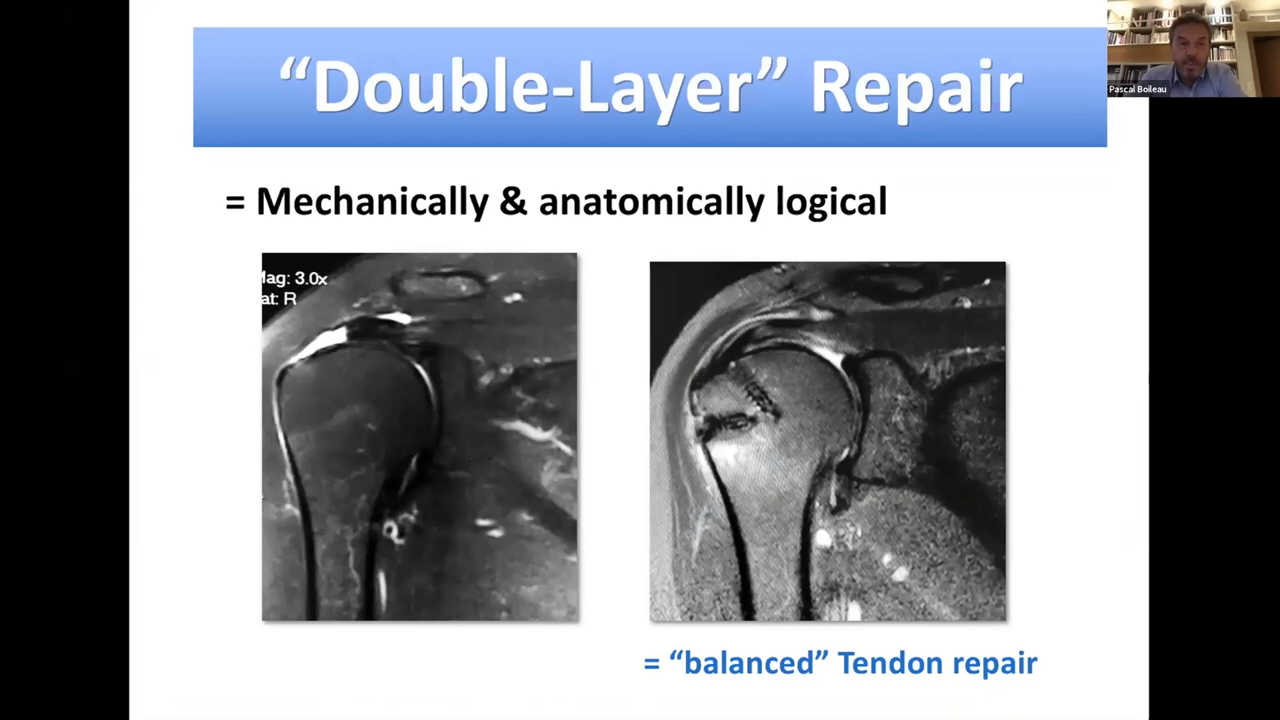 “Double-Layer” Repair
Pascal Boileau
= Mechanically & anatomically logical
Mag: 3.0x
at: R
= “balanced” Tendon repair